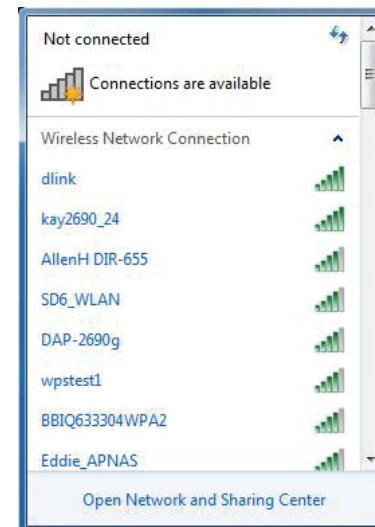 Not connected
Connections are available
Wireless Network Connection
dlink
kay2690_24
AllenH DIR-655
SD6_WLAN
DAP-2690g
wpstest1
BBIQ633304WPA2
Eddie_APNAS
Open Network and Sharing Center